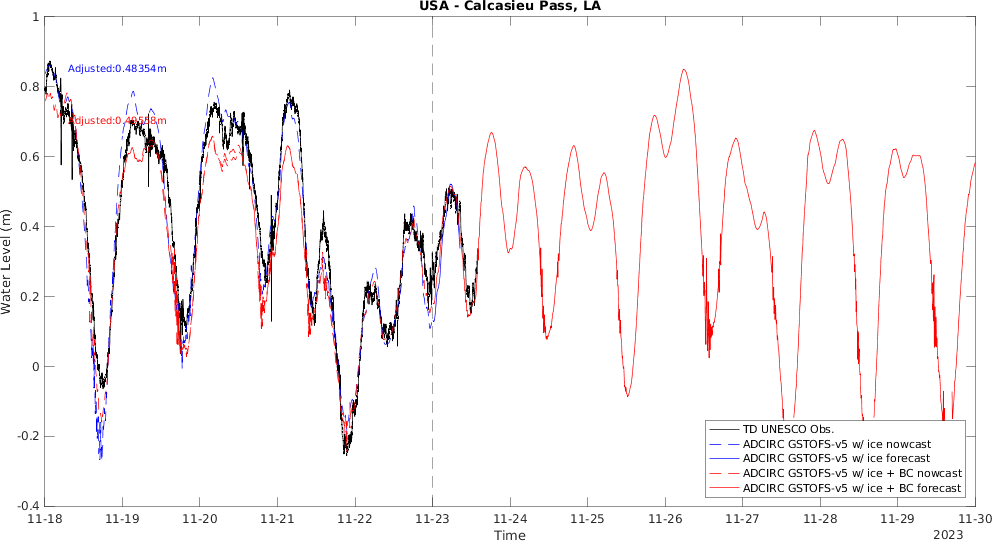 USA - Calcasieu Pass, LA
1
0.8
0.6
0.4
0.2
0
-0.2
-0.4
Water Level (m)
Adjusted:0.48354m
Adjusted:0.49558m
TD UNESCO Obs.
ADCIRC GSTOFS-v5 w/ ice nowcast
ADCIRC GSTOFS-v5 w/ ice forecast
ADCIRC GSTOFS-v5 w/ ice + BC nowcast
ADCIRC GSTOFS-v5 w/ ice + BC forecast
11-18 11-19 11-20 11-21 11-22 11-23 11-24 11-25 11-26 11-27 11-28 11-29 11-30
Time
2023